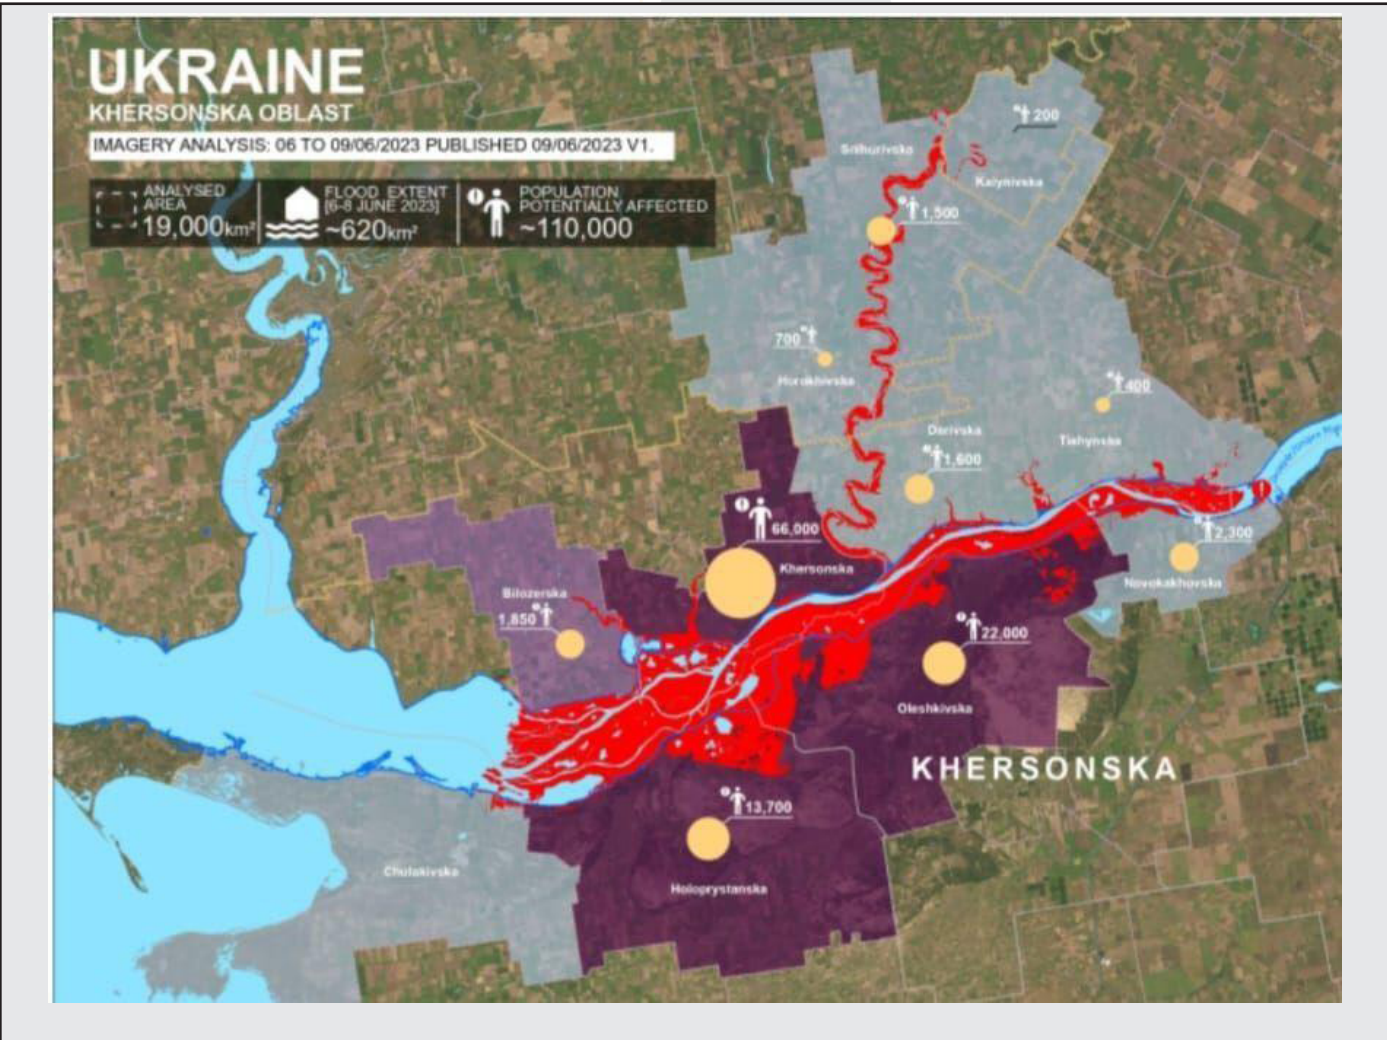 UKRAINE
KHERSONSKA OBLAST
IMAGERY ANALYSIS: 06 TO 09/06/2023 PUBLISHED 09/06/2023 V1.
ANALYSED
AREA
19,000km²
FLOOD EXTENT
[6-8 JUNE 2023]
~620km²
POPULATION
POTENTIALLY AFFECTED
~110,000
200
Snihurivska
Kalynivska
1,500
700
Horokhivska
400
Darivska
Tiahynska
1,600
66,000
2,300
Khersonska
Novokakhovska
Bilozerska
1,850
22,000
Oleshkivska
KHERSONSKA
13,700
Chulakivska
Holoprystanska